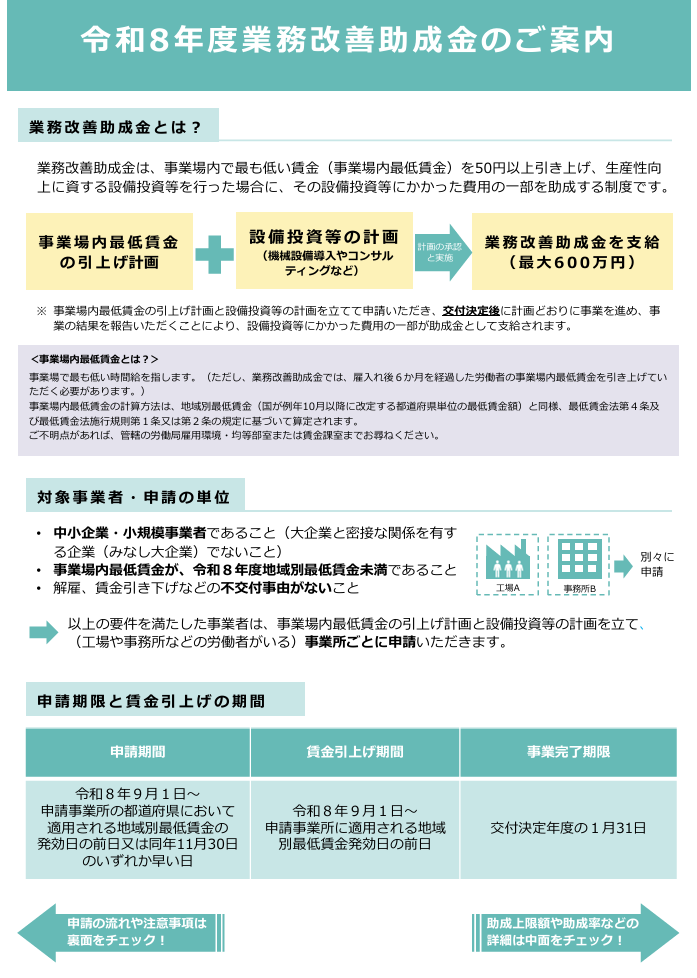 令和８年度業務改善助成金のご案内
業務改善助成金とは？
業務改善助成金は、事業場内で最も低い賃金（事業場内最低賃金）を50円以上引き上げ、生産性向
上に資する設備投資等を行った場合に、その設備投資等にかかった費用の一部を助成する制度です。
事業場内最低賃金
の引上げ計画
設備投資等の計画
（機械設備導入やコンサル
ティングなど）
計画の承認
と実施
業務改善助成金を支給
（最大600万円）
※ 事業場内最低賃金の引上げ計画と設備投資等の計画を立てて申請いただき、交付決定後に計画どおりに事業を進め、事
業の結果を報告いただくことにより、設備投資等にかかった費用の一部が助成金として支給されます。
＜事業場内最低賃金とは？＞
事業場で最も低い時間給を指します。（ただし、業務改善助成金では、雇入れ後６か月を経過した労働者の事業場内最低賃金を引き上げてい
ただく必要があります。）
事業場内最低賃金の計算方法は、地域別最低賃金（国が例年10月以降に改定する都道府県単位の最低賃金額）と同様、最低賃金法第４条及
び最低賃金法施行規則第１条又は第２条の規定に基づいて算定されます。
ご不明点があれば、管轄の労働局雇用環境・均等部室または賃金課室までお尋ねください。
対象事業者・申請の単位
• 中小企業・小規模事業者であること（大企業と密接な関係を有す
る企業（みなし大企業）でないこと）
• 事業場内最低賃金が、令和８年度地域別最低賃金未満であること
• 解雇、賃金引き下げなどの不交付事由がないこと
工場A
事務所B
別々に
申請
以上の要件を満たした事業者は、事業場内最低賃金の引上げ計画と設備投資等の計画を立て、
（工場や事務所などの労働者がいる）事業所ごとに申請いただきます。
申請期限と賃金引上げの期間
申請期間
賃金引上げ期間
事業完了期限
令和８年９月１日～
申請事業所の都道府県において
適用される地域別最低賃金の
発効日の前日又は同年11月30日
のいずれか早い日
令和８年９月１日～
申請事業所に適用される地域
別最低賃金発効日の前日
交付決定年度の１月31日
申請の流れや注意事項は
裏面をチェック！
助成上限額や助成率などの
詳細は中面をチェック！